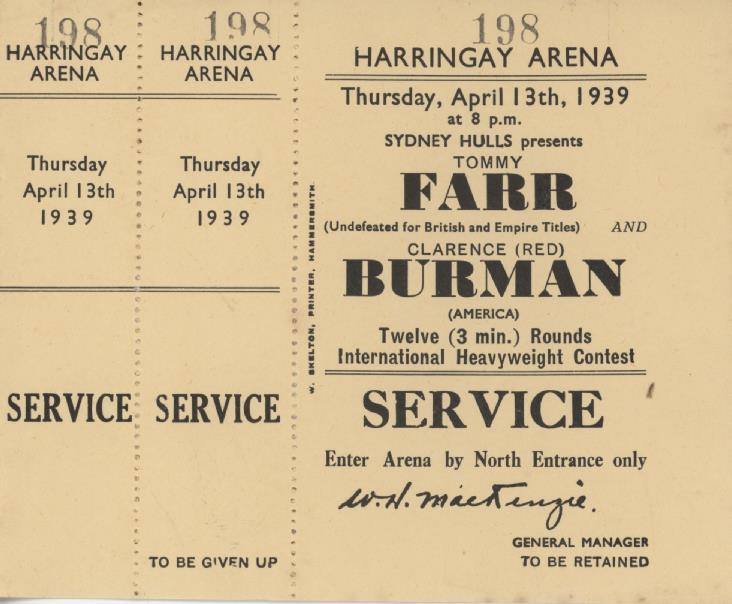 198
HARRINGAY
ARENA
Thursday
April 13th
1939
SERVICE
198
HARRINGAY
ARENA
Thursday
April 13th
1939
SERVICE
TO BE GIVEN UP
W. SKELTON, PRINTER, HAMMERSMITH.
198
HARRINGAY ARENA
Thursday, April 13th, 1939
at 8 p.m.
SYDNEY HULLS presents
TOMMY
FARR
(Undefeated for British and Empire Titles) AND
CLARENCE (RED)
BURMAN
(AMERICA)
Twelve (3 min.) Rounds
International Heavyweight Contest
SERVICE
Enter Arena by North Entrance only
W. H. MacKenzie.
GENERAL MANAGER
TO BE RETAINED